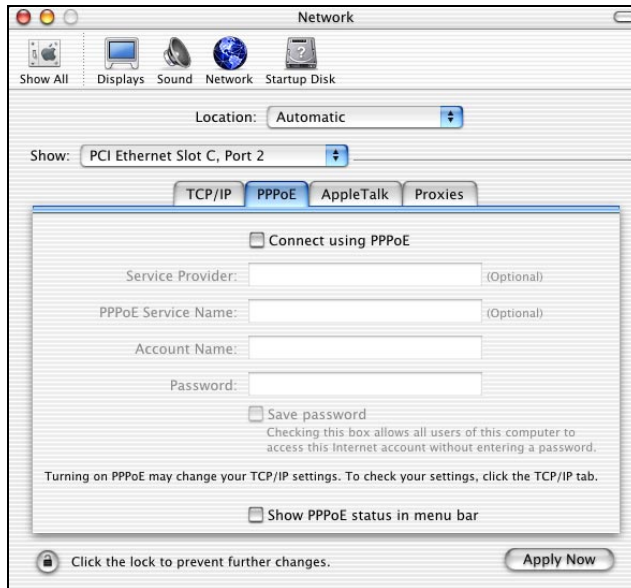 Network
Show All Displays Sound Network Startup Disk
Location: Automatic
Show: PCI Ethernet Slot C, Port 2
TCP/IP PPPoE AppleTalk Proxies
Connect using PPPoE
Service Provider: (Optional)
PPPoE Service Name: (Optional)
Account Name:
Password:
Save password
Checking this box allows all users of this computer to
access this Internet account without entering a password.
Turning on PPPoE may change your TCP/IP settings. To check your settings, click the TCP/IP tab.
Show PPPoE status in menu bar
Click the lock to prevent further changes. Apply Now